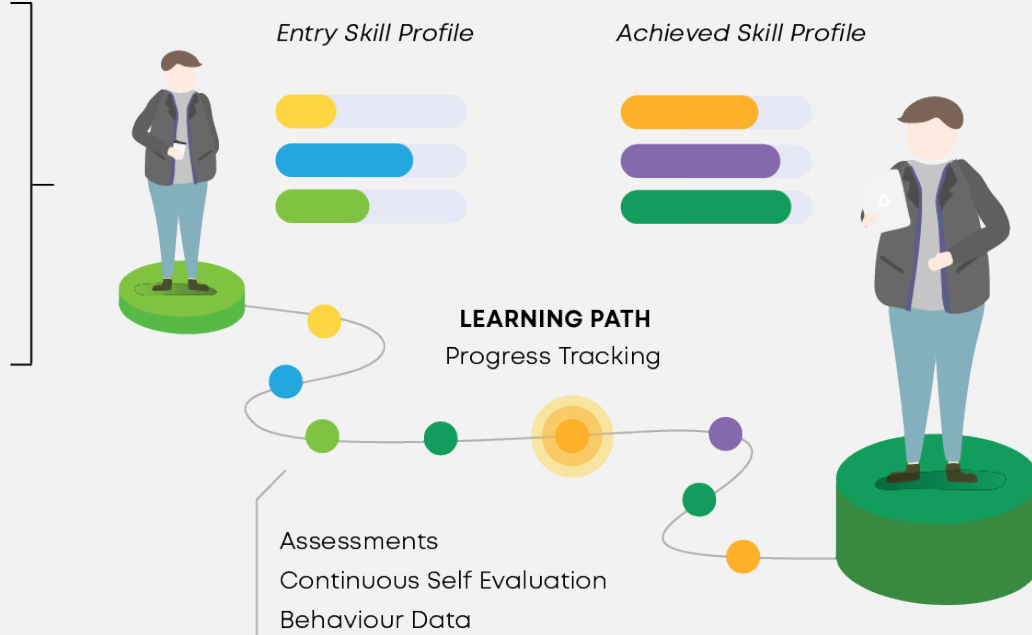 Entry Skill Profile
Achieved Skill Profile
LEARNING PATH
Progress Tracking
Assessments
Continuous Self Evaluation
Behaviour Data